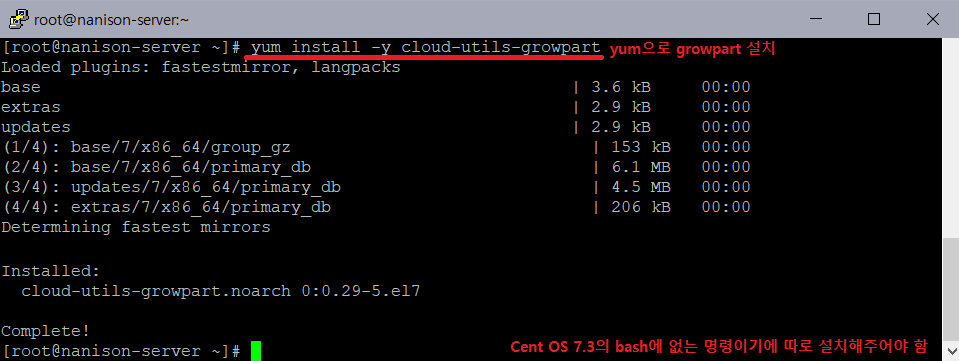 root@nanison-server:~
[root@nanison-server ~]# yum install -y cloud-utils-growpart yum으로 growpart 설치
Loaded plugins: fastestmirror, langpacks
base | 3.6 kB 00:00
extras | 2.9 kB 00:00
updates | 2.9 kB 00:00
(1/4): base/7/x86_64/group_gz | 153 kB 00:00
(2/4): base/7/x86_64/primary_db | 6.1 MB 00:00
(3/4): updates/7/x86_64/primary_db | 4.5 MB 00:00
(4/4): extras/7/x86_64/primary_db | 206 kB 00:00
Determining fastest mirrors
Installed:
cloud-utils-growpart.noarch 0:0.29-5.el7
Complete!
[root@nanison-server ~]# Cent OS 7.3의 bash에 없는 명령이기에 따로 설치해주어야 함